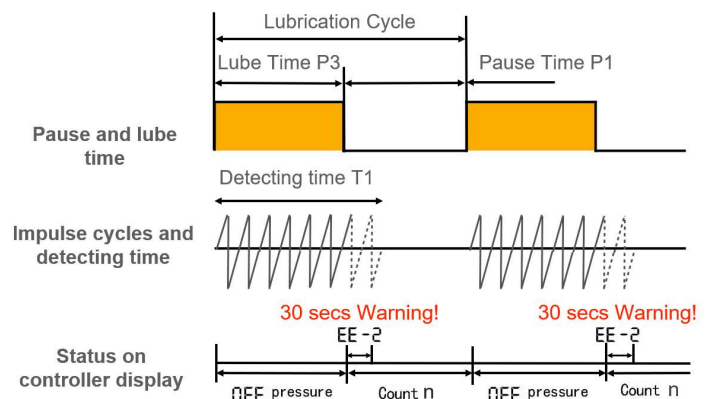 Lubrication Cycle
Lube Time P3
Pause Time P1
Pause and lube
time
Detecting time T1
Impulse cycles and
detecting time
30 secs Warning!
30 secs Warning!
EE-2
EE-2
Status on
controller display
OFF pressure
Count n
OFF pressure
Count n